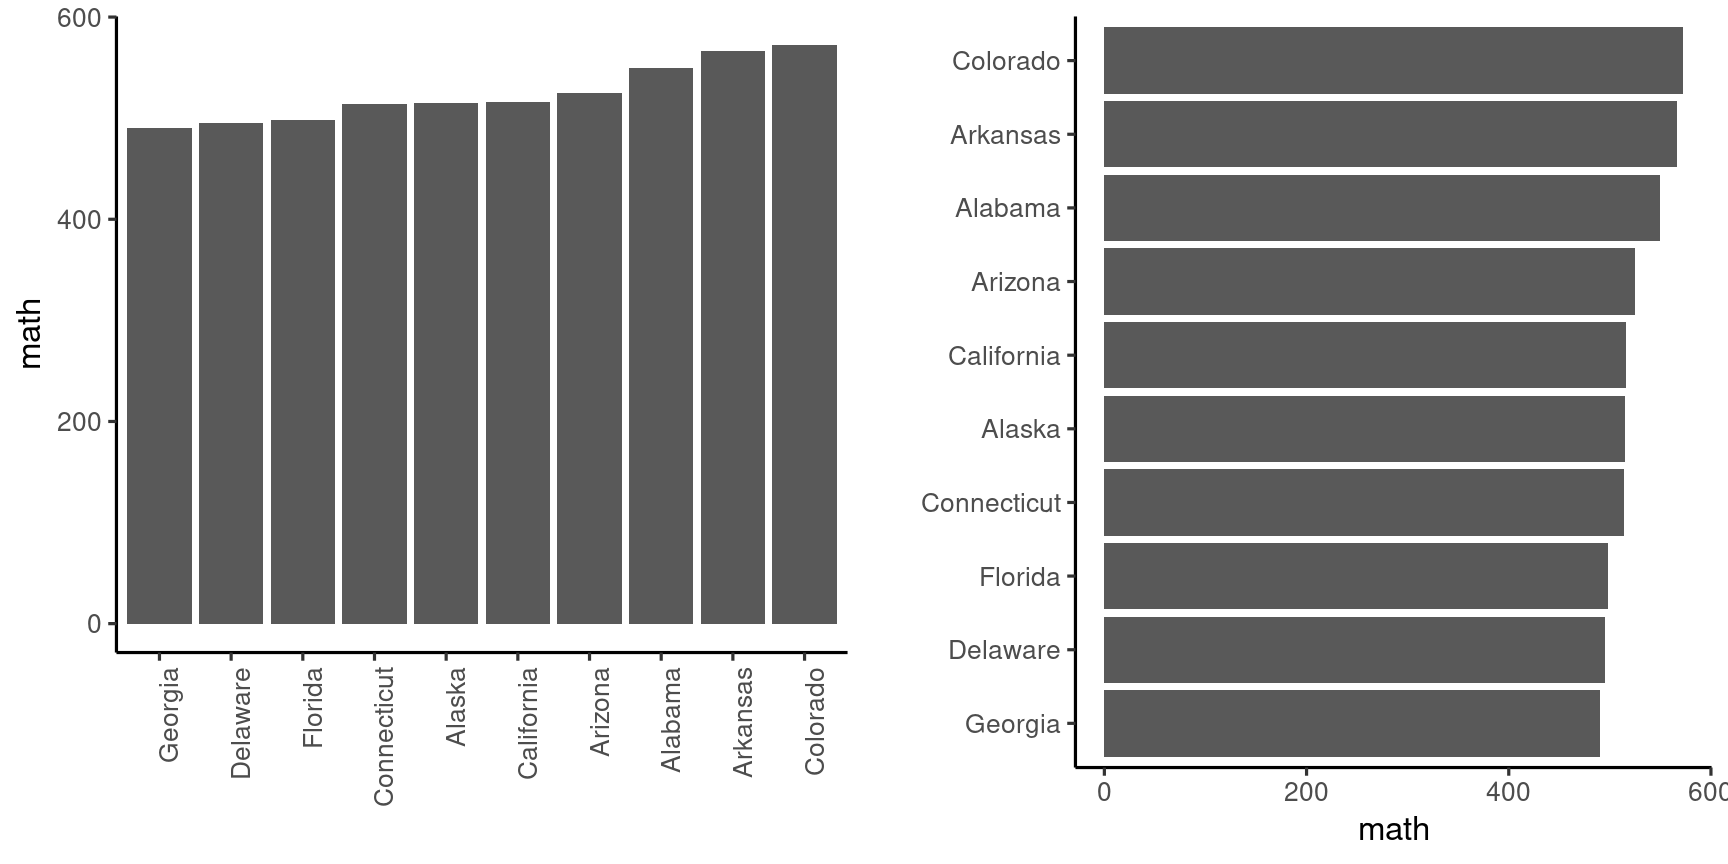 600
400
200
0
math
Georgia
Delaware
Florida
Connecticut
Alaska
California
Arizona
Alabama
Arkansas
Colorado
Colorado
Arkansas
Alabama
Arizona
California
Alaska
Connecticut
Florida
Delaware
Georgia
0 200 400 600
math